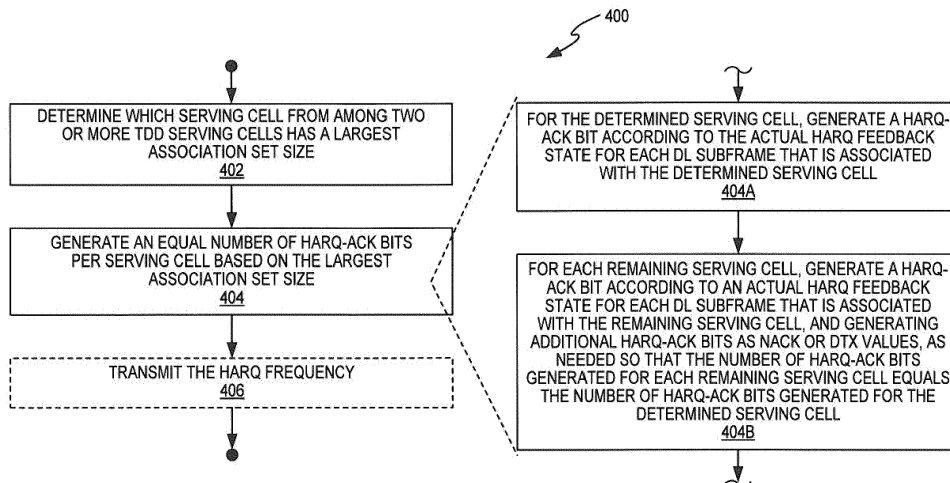 400
DETERMINE WHICH SERVING CELL FROM AMONG TWO
OR MORE TDD SERVING CELLS HAS A LARGEST
ASSOCIATION SET SIZE
402
GENERATE AN EQUAL NUMBER OF HARQ-ACK BITS
PER SERVING CELL BASED ON THE LARGEST
ASSOCIATION SET SIZE
404
TRANSMIT THE HARQ FREQUENCY
406
FOR THE DETERMINED SERVING CELL, GENERATE A HARQ-
ACK BIT ACCORDING TO THE ACTUAL HARQ FEEDBACK
STATE FOR EACH DL SUBFRAME THAT IS ASSOCIATED
WITH THE DETERMINED SERVING CELL
404A
FOR EACH REMAINING SERVING CELL, GENERATE A HARQ-
ACK BIT ACCORDING TO AN ACTUAL HARQ FEEDBACK
STATE FOR EACH DL SUBFRAME THAT IS ASSOCIATED
WITH THE REMAINING SERVING CELL, AND GENERATING
ADDITIONAL HARQ-ACK BITS AS NACK OR DTX VALUES, AS
NEEDED SO THAT THE NUMBER OF HARQ-ACK BITS
GENERATED FOR EACH REMAINING SERVING CELL EQUALS
THE NUMBER OF HARQ-ACK BITS GENERATED FOR THE
DETERMINED SERVING CELL
404B